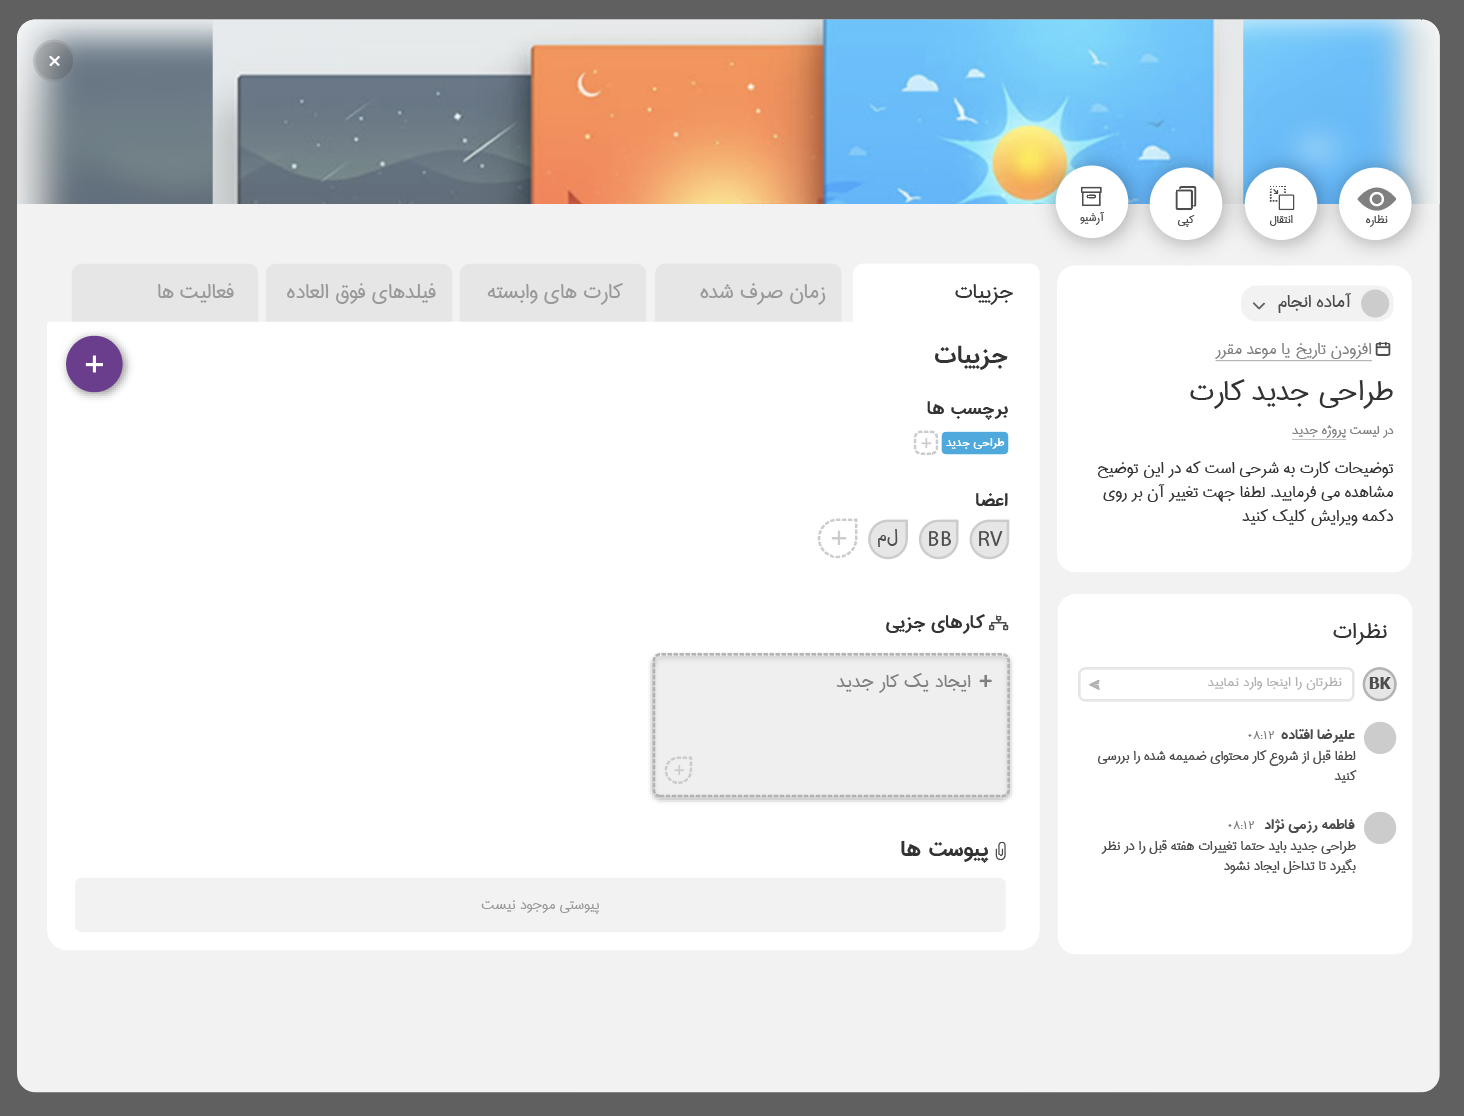 نظاره
انتقال
کپی
آرشیو
آماده انجام
افزودن تاریخ یا موعد مقرر
طراحی جدید کارت
در لیست پروژه جدید
توضیحات کارت به شرحی است که در این توضیح
مشاهده می فرمایید. لطفا جهت تغییر آن بر روی
دکمه ویرایش کلیک کنید
نظرات
BK
نظرتان را اینجا وارد نمایید
علیرضا افتاده ۰۸:۱۲
لطفا قبل از شروع کار محتوای ضمیمه شده را بررسی
کنید
فاطمه رزمی نژاد ۰۸:۱۲
طراحی جدید باید حتما تغییرات هفته قبل را در نظر
بگیرد تا تداخل ایجاد نشود
جزییات
زمان صرف شده
کارت های وابسته
فیلدهای فوق العاده
فعالیت ها
+
جزییات
برچسب ها
طراحی جدید +
اعضا
RV BB ل‌م +
کارهای جزیی
+ ایجاد یک کار جدید
+
پیوست ها
پیوستی موجود نیست